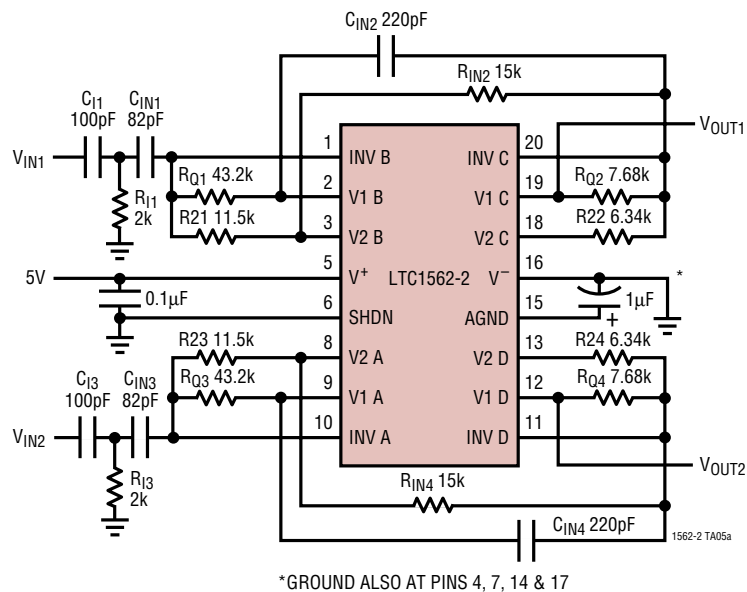 CIN2 220pF
RIN2 15k
CI1
100pF
CIN1
82pF
VIN1
RI1
2k
RQ1 43.2k
R21 11.5k
1
2
3
5
6
8
9
10
INV B
V1 B
V2 B
V+
SHDN
V2 A
V1 A
INV A
LTC1562-2
INV C
V1 C
V2 C
V−
AGND
V2 D
V1 D
INV D
20
19
18
16
15
13
12
11
VOUT1
RQ2 7.68k
R22 6.34k
*
1µF
+
R24 6.34k
RQ4 7.68k
VOUT2
5V
0.1µF
R23 11.5k
RQ3 43.2k
CI3
100pF
CIN3
82pF
VIN2
RI3
2k
RIN4 15k
CIN4 220pF
1562-2 TA05a
*GROUND ALSO AT PINS 4, 7, 14 & 17